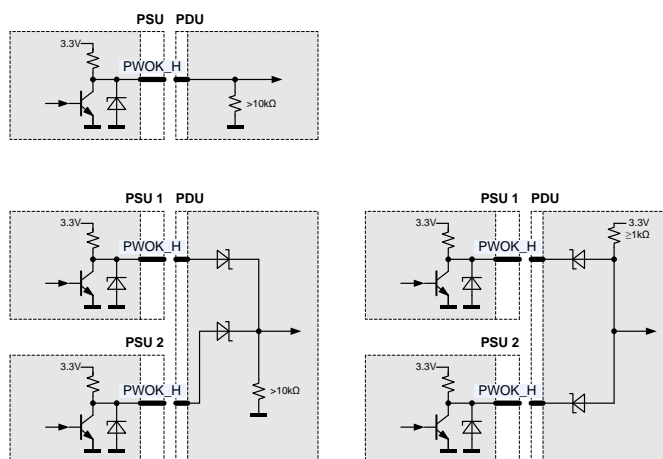 PSU PDU
3.3V
PWOK_H
>10kΩ
PSU 1 PDU
3.3V
PWOK_H
PSU 2
3.3V
PWOK_H
>10kΩ
PSU 1 PDU
3.3V
PWOK_H
3.3V
≥1kΩ
PSU 2
3.3V
PWOK_H